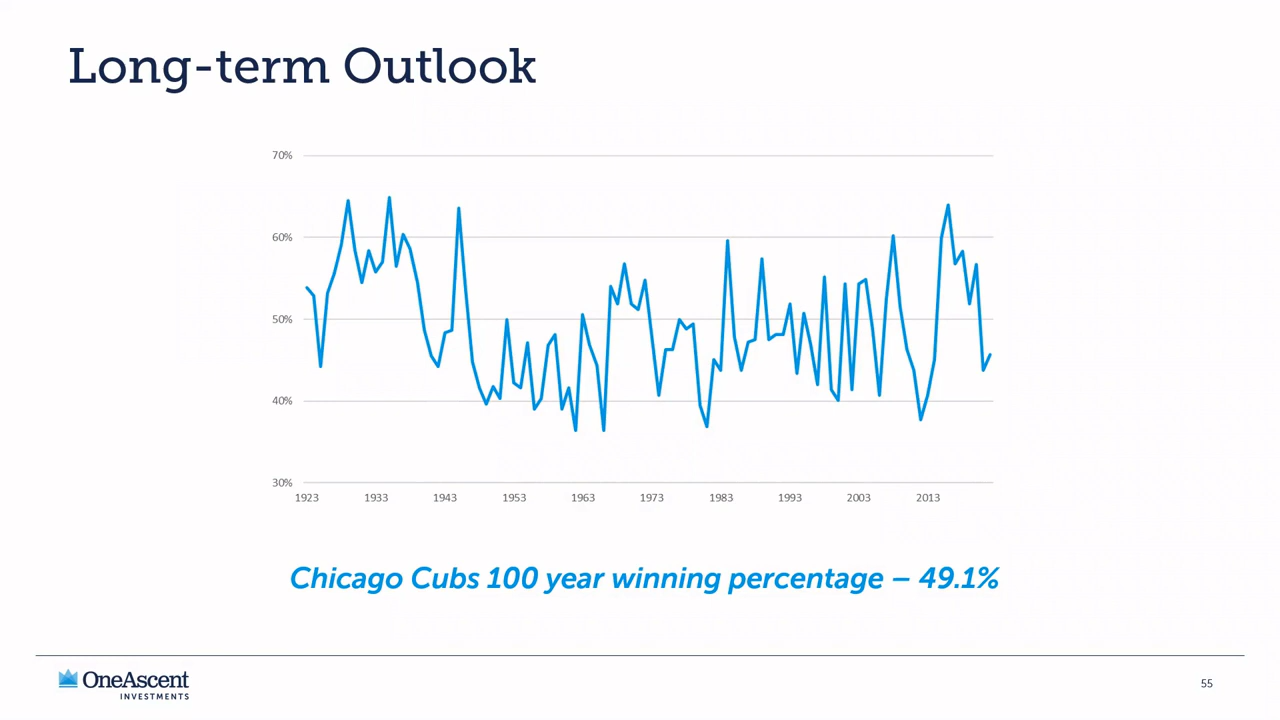 Long-term Outlook
70%
60%
50%
40%
30%
1923 1933 1943 1953 1963 1973 1983 1993 2003 2013
Chicago Cubs 100 year winning percentage – 49.1%
OneAscent
INVESTMENTS
55